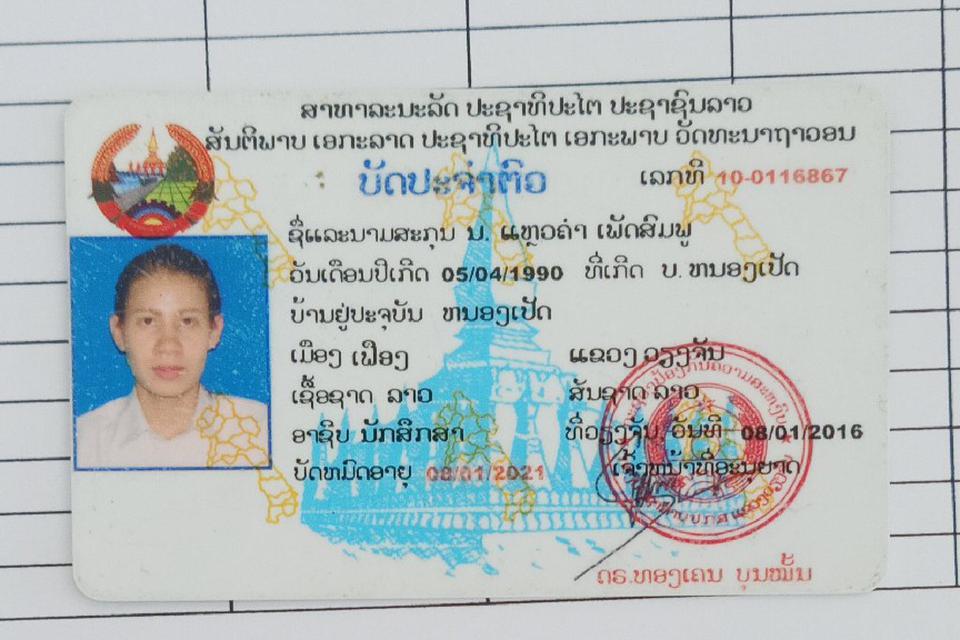 ສາທາລະນະລັດ ປະຊາທິປະໄຕ ປະຊາຊົນລາວ
ສັນຕິພາບ ເອກະລາດ ປະຊາທິປະໄຕ ເອກະພາບ ວັດທະນາຖາວອນ
ບັດປະຈຳຕົວ
ເລກທີ 10-0116867
ຊື່ແລະນາມສະກຸນ ນ. ແຫຼວຄຳ ເພັດສົມພູ
ວັນເດືອນປີເກີດ 05/04/1990 ທີ່ເກີດ ບ. ຫນອງເປັດ
ບ້ານຢູ່ປະຈຸບັນ ຫນອງເປັດ
ເມືອງ ເຟືອງ ແຂວງ ວຽງຈັນ
ເຊື້ອຊາດ ລາວ ສັນຊາດ ລາວ
ອາຊີບ ນັກສຶກສາ ທີ່ວຽງຈັນ ວັນທີ 08/01/2016
ບັດຫມົດອາຍຸ 08/01/2021 ເຈົ້າຫນ້າທີ່ອະນຸຍາດ
ດຣ.ທອງເຄນ ບຸນໝັ້ນ